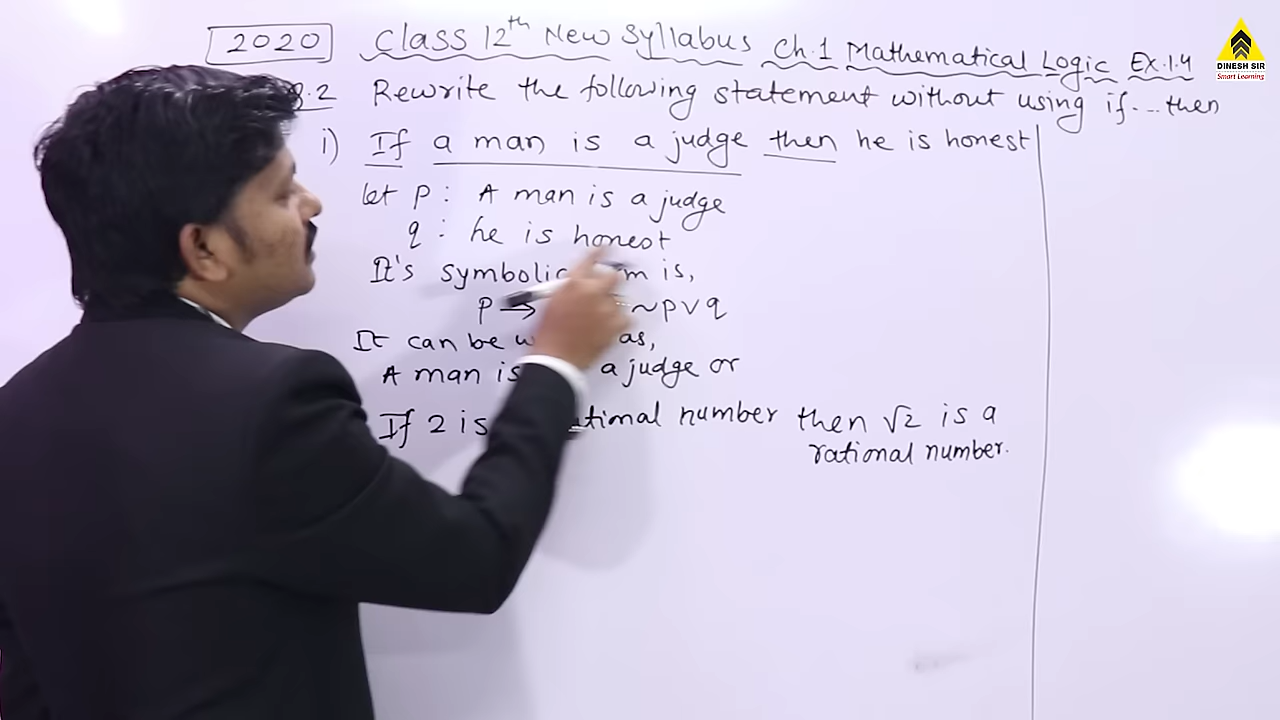 2020 Class 12th New Syllabus Ch.1 Mathematical Logic Ex.1.4
DINESH SIR
Smart Learning
.2 Rewrite the following statement without using if....then
i) If a man is a judge then he is honest
let p : A man is a judge
q : he is honest
It's symbolic is,
p → ~p ∨ q
It can be as,
A man is a judge or
If 2 is number then √2 is a
rational number.